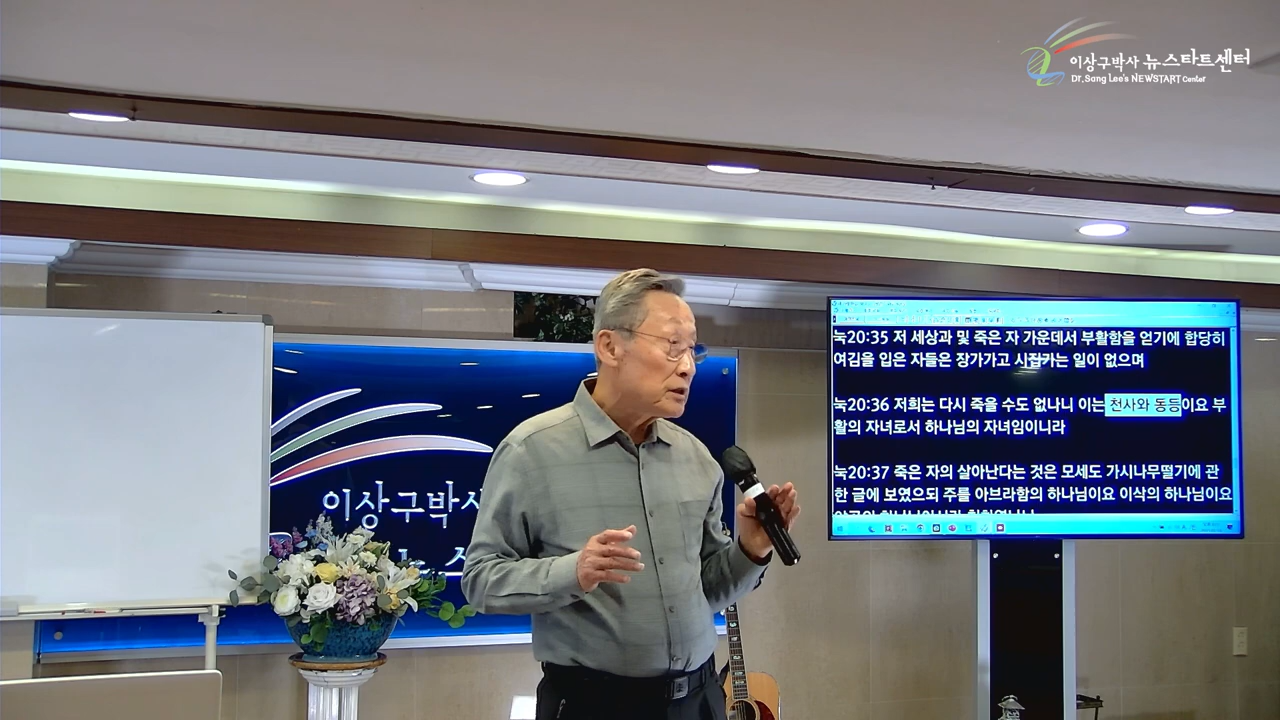 이상구박사 뉴스타트센터
Dr. Sang Lee's NEWSTART Center
눅20:35 저 세상과 및 죽은 자 가운데서 부활함을 얻기에 합당히
여김을 입은 자들은 장가가고 시집가는 일이 없으며
눅20:36 저희는 다시 죽을 수도 없나니 이는 천사와 동등이요 부
활의 자녀로서 하나님의 자녀임이니라
눅20:37 죽은 자의 살아난다는 것은 모세도 가시나무떨기에 관
한 글에 보였으되 주를 아브라함의 하나님이요 이삭의 하나님이요
이상구박사